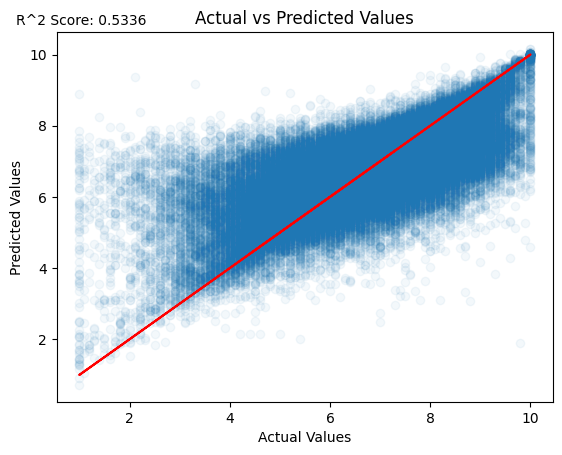 R^2 Score: 0.5336
Actual vs Predicted Values
10
8
6
4
2
Predicted Values
2 4 6 8 10
Actual Values